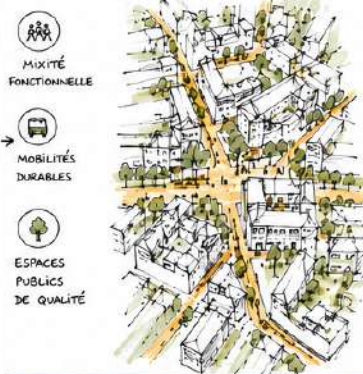 MIXITÉ
FONCTIONNELLE
MOBILITÉS
DURABLES
ESPACES
PUBLICS
DE QUALITÉ